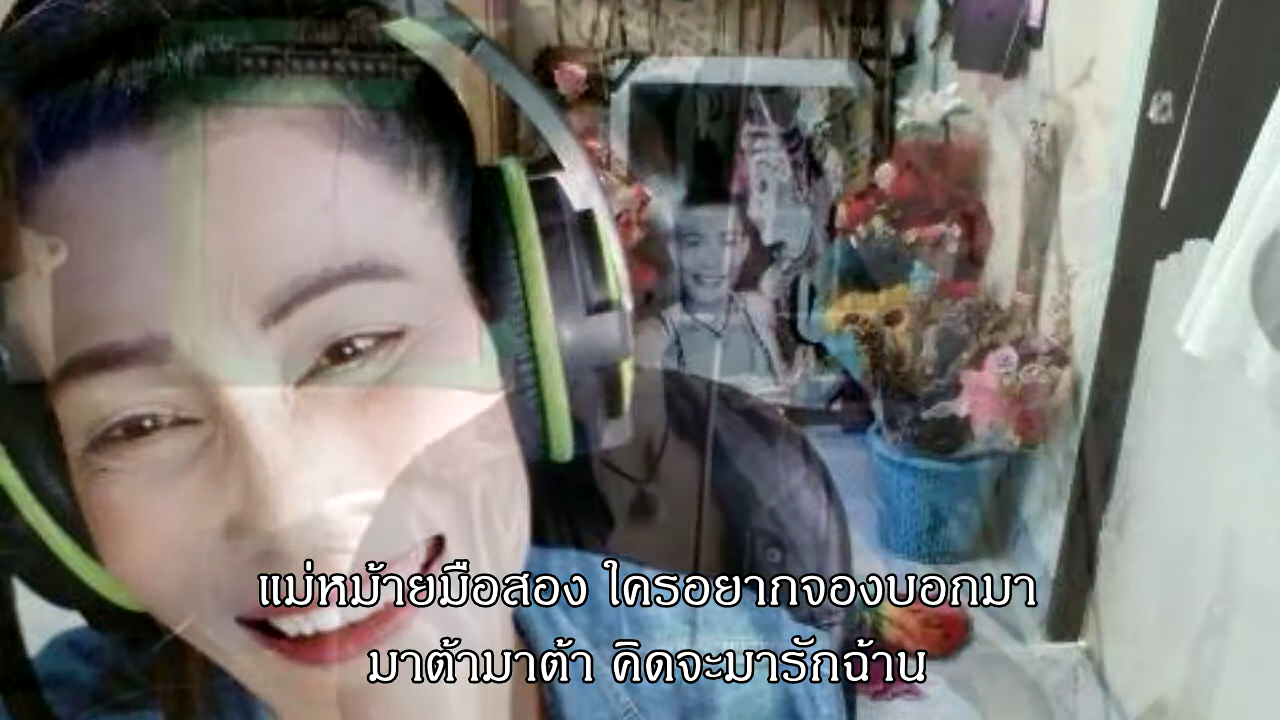 แม่หม้ายมือสอง ใครอยากจองบอกมา
มาต้ามาต้า คิดจะมารักฉ้าน